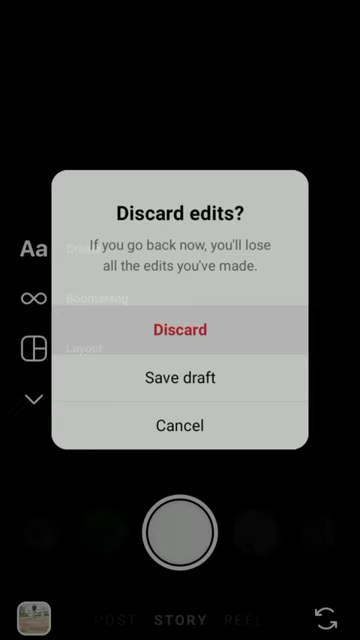 Discard edits?
If you go back now, you'll lose
all the edits you've made.
Aa
Boomerang
Discard
Layout
Save draft
Cancel
POST STORY REEL